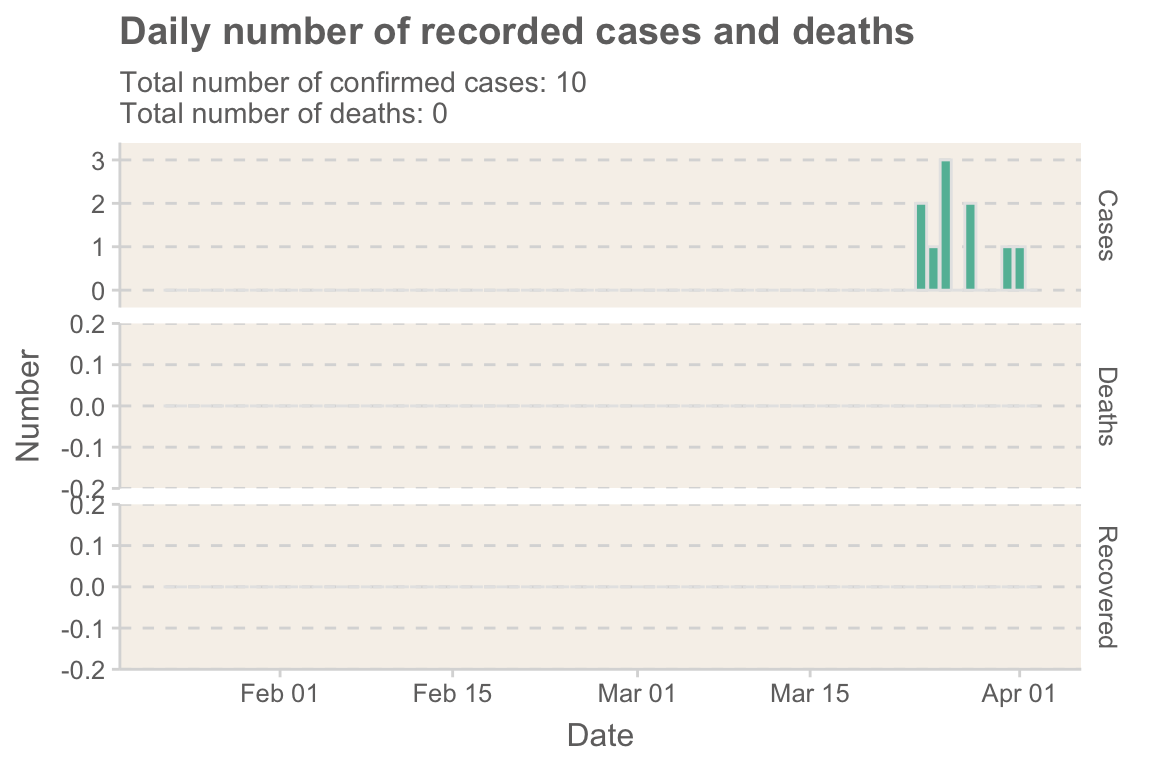 Daily number of recorded cases and deaths
Total number of confirmed cases: 10
Total number of deaths: 0
3
2
1
0
Cases
0.2
0.1
0.0
-0.1
-0.2
Deaths
Number
0.2
0.1
0.0
-0.1
-0.2
Recovered
Feb 01 Feb 15 Mar 01 Mar 15 Apr 01
Date